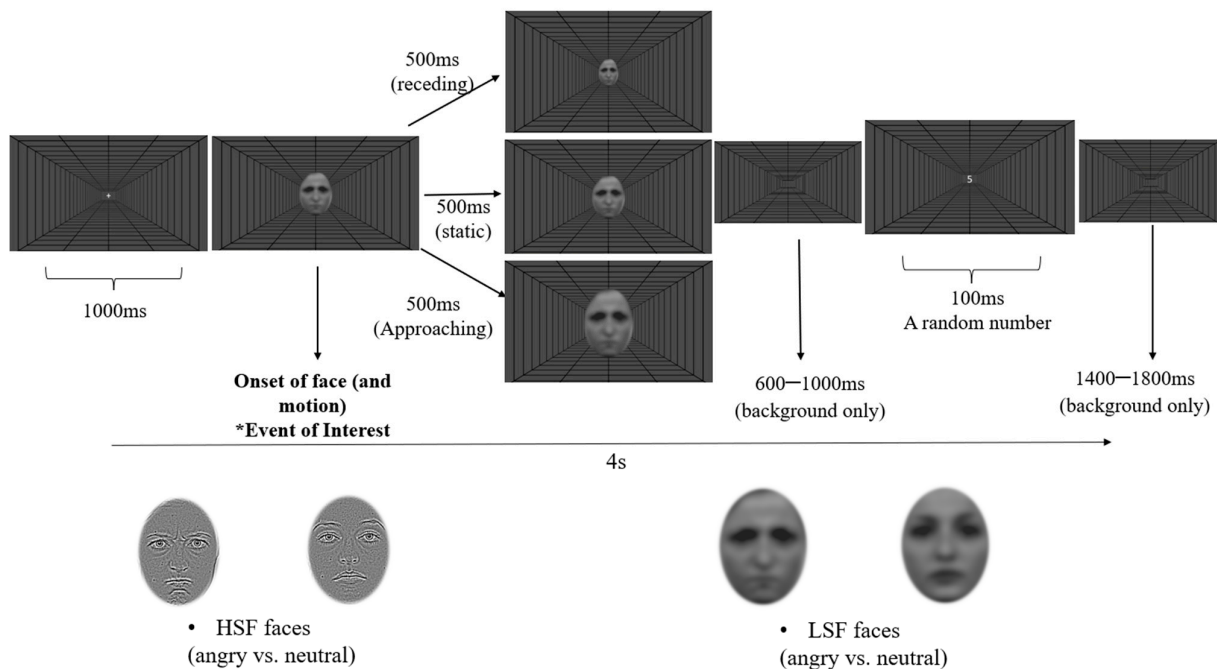 500ms
(receding)
+
500ms
(static)
5
1000ms
500ms
(Approaching)
100ms
A random number
Onset of face (and
motion)
*Event of Interest
600—1000ms
(background only)
1400—1800ms
(background only)
4s
• HSF faces
(angry vs. neutral)
• LSF faces
(angry vs. neutral)